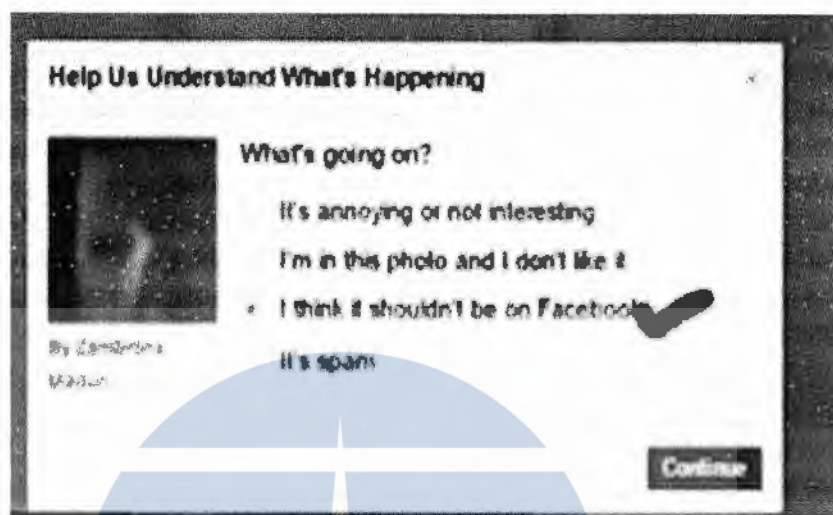 Help Us Understand What's Happening
What's going on?
It's annoying or not interesting
I'm in this photo and I don't like it
I think it shouldn't be on Facebook
It's spam
By
Continue